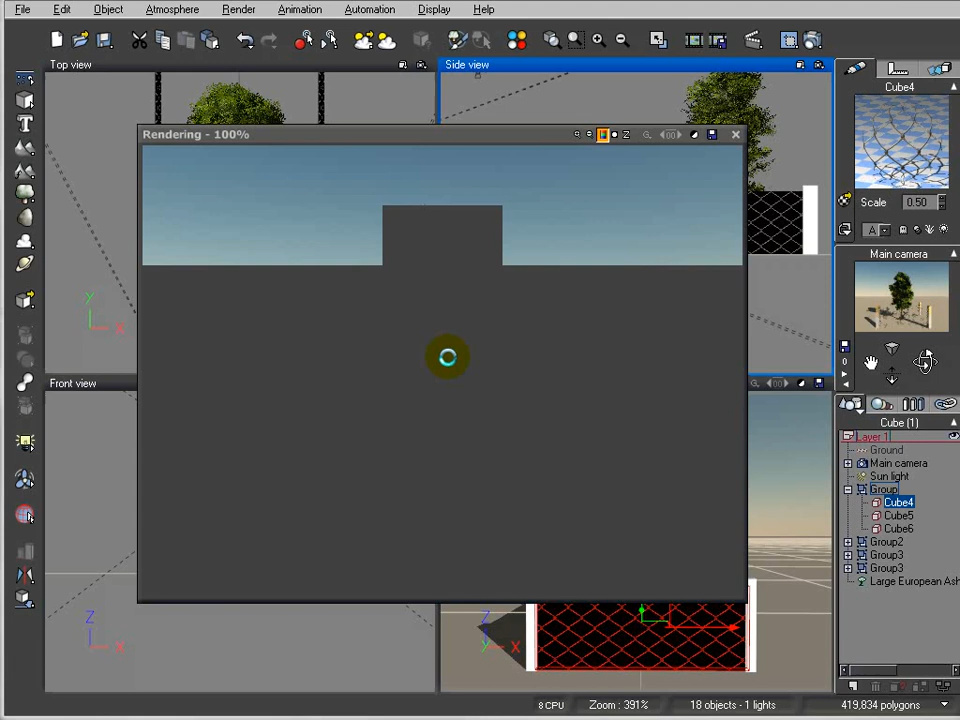 File Edit Object Atmosphere Render Animation Automation Display Help
Top view
Side view
Cube4
Rendering - 100%
Z
Scale 0.50
A
Main camera
Y
X
0
Front view
Cube (1)
Layer 1
Ground
Main camera
Sun light
Group
Cube4
Cube5
Cube6
Group2
Group3
Group3
Large European Ash
Z
X
Z
Y X
8 CPU Zoom : 391% 18 objects - 1 lights 419,834 polygons